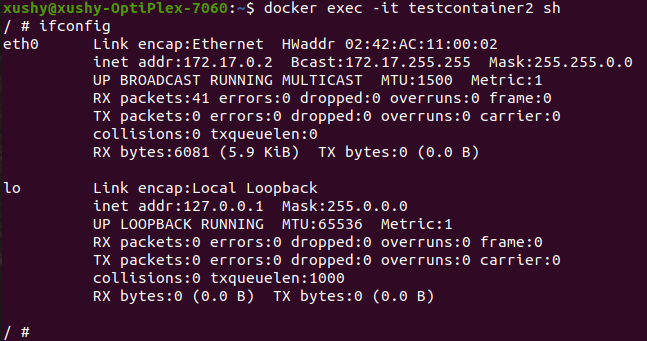 xushy@xushy-OptiPlex-7060:~$ docker exec -it testcontainer2 sh
/ # ifconfig
eth0      Link encap:Ethernet  HWaddr 02:42:AC:11:00:02
          inet addr:172.17.0.2  Bcast:172.17.255.255  Mask:255.255.0.0
          UP BROADCAST RUNNING MULTICAST  MTU:1500  Metric:1
          RX packets:41 errors:0 dropped:0 overruns:0 frame:0
          TX packets:0 errors:0 dropped:0 overruns:0 carrier:0
          collisions:0 txqueuelen:0
          RX bytes:6081 (5.9 KiB)  TX bytes:0 (0.0 B)

lo        Link encap:Local Loopback
          inet addr:127.0.0.1  Mask:255.0.0.0
          UP LOOPBACK RUNNING  MTU:65536  Metric:1
          RX packets:0 errors:0 dropped:0 overruns:0 frame:0
          TX packets:0 errors:0 dropped:0 overruns:0 carrier:0
          collisions:0 txqueuelen:1000
          RX bytes:0 (0.0 B)  TX bytes:0 (0.0 B)

/ #